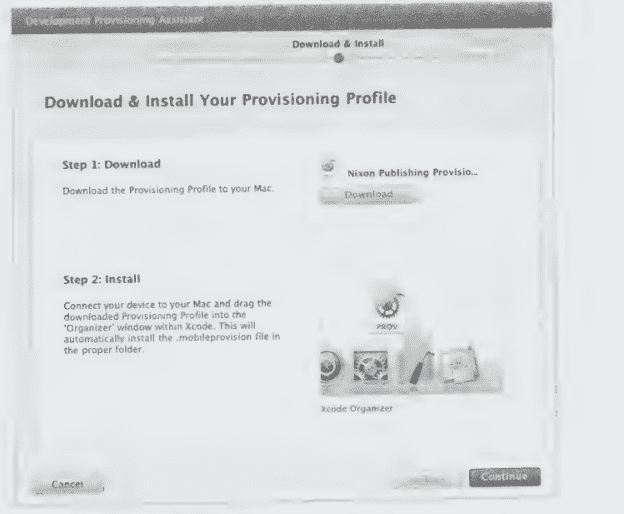 Development Provisioning Assistant
Download & Install
Download & Install Your Provisioning Profile
Step 1: Download
Download the Provisioning Profile to your Mac.
Nixon Publishing Provisio...
Download
Step 2: Install
Connect your device to your Mac and drag the
downloaded Provisioning Profile into the
'Organizer' window within Xcode. This will
automatically install the .mobileprovision file in
the proper folder.
PROV
Xcode Organizer
Cancel
Continue